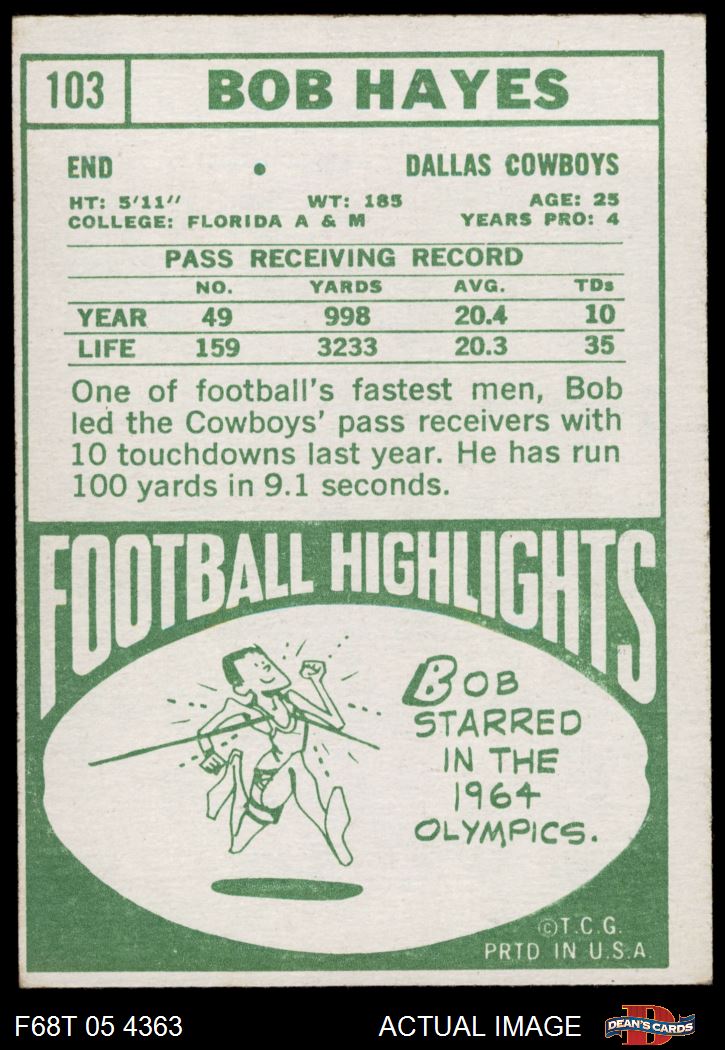 103 BOB HAYES
END • DALLAS COWBOYS
HT: 5'11" WT: 185 AGE: 25
COLLEGE: FLORIDA A & M YEARS PRO: 4
PASS RECEIVING RECORD
NO. YARDS AVG. TDs
YEAR 49 998 20.4 10
LIFE 159 3233 20.3 35
One of football's fastest men, Bob
led the Cowboys' pass receivers with
10 touchdowns last year. He has run
100 yards in 9.1 seconds.
FOOTBALL HIGHLIGHTS
BOB
STARRED
IN THE
1964
OLYMPICS.
©T.C.G.
PRTD IN U.S.A
F68T 05 4363 ACTUAL IMAGE D DEAN'S CARDS